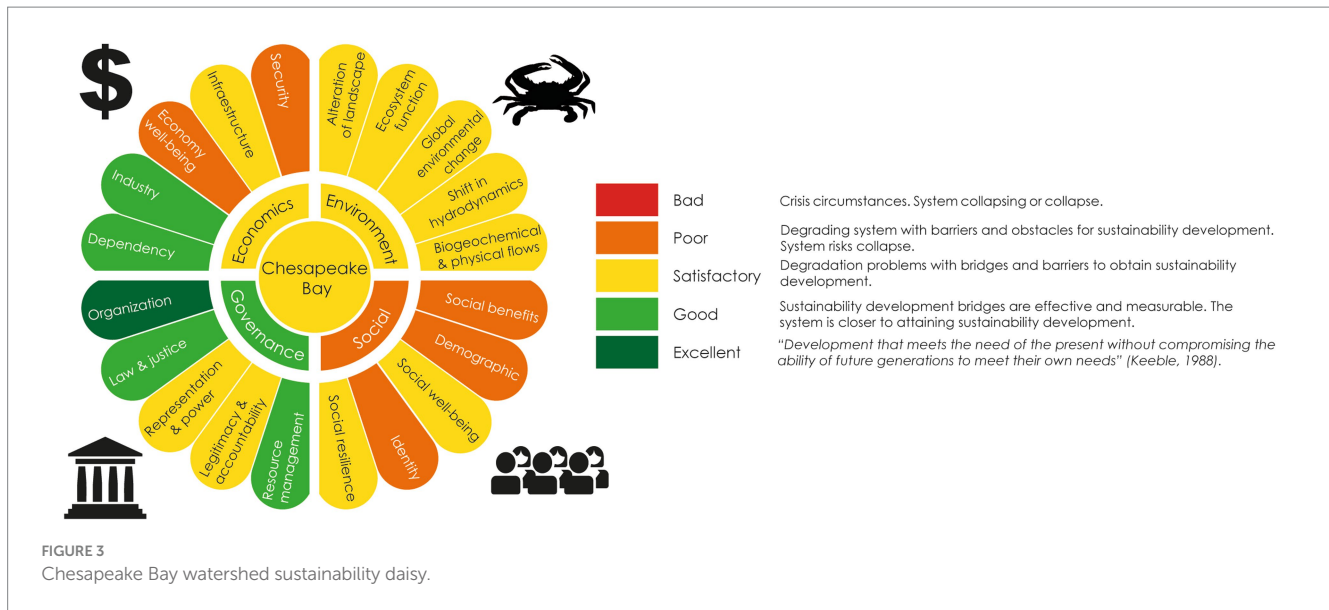 $
Security
Infraestructure
Economy
well-being
Industry
Dependency
Economics
Alteration
of landscape
Ecosystem
function
Global
environmental
change
Shift in
hydrodynamics
Biogeochemical
& physical flows
Environment
Chesapeake
Bay
Organization
Law & justice
Representation
& power
Legitimacy &
accountability
Resource
management
Governance
Social benefits
Demographic
Social well-being
Identity
Social resilience
Social
Bad
Crisis circumstances. System collapsing or collapse.
Poor
Degrading system with barriers and obstacles for sustainability development.
System risks collapse.
Satisfactory
Degradation problems with bridges and barriers to obtain sustainability
development.
Good
Sustainability development bridges are effective and measurable. The
system is closer to attaining sustainability development.
Excellent
“Development that meets the need of the present without compromising the
ability of future generations to meet their own needs” (Keeble, 1988).
FIGURE 3
Chesapeake Bay watershed sustainability daisy.